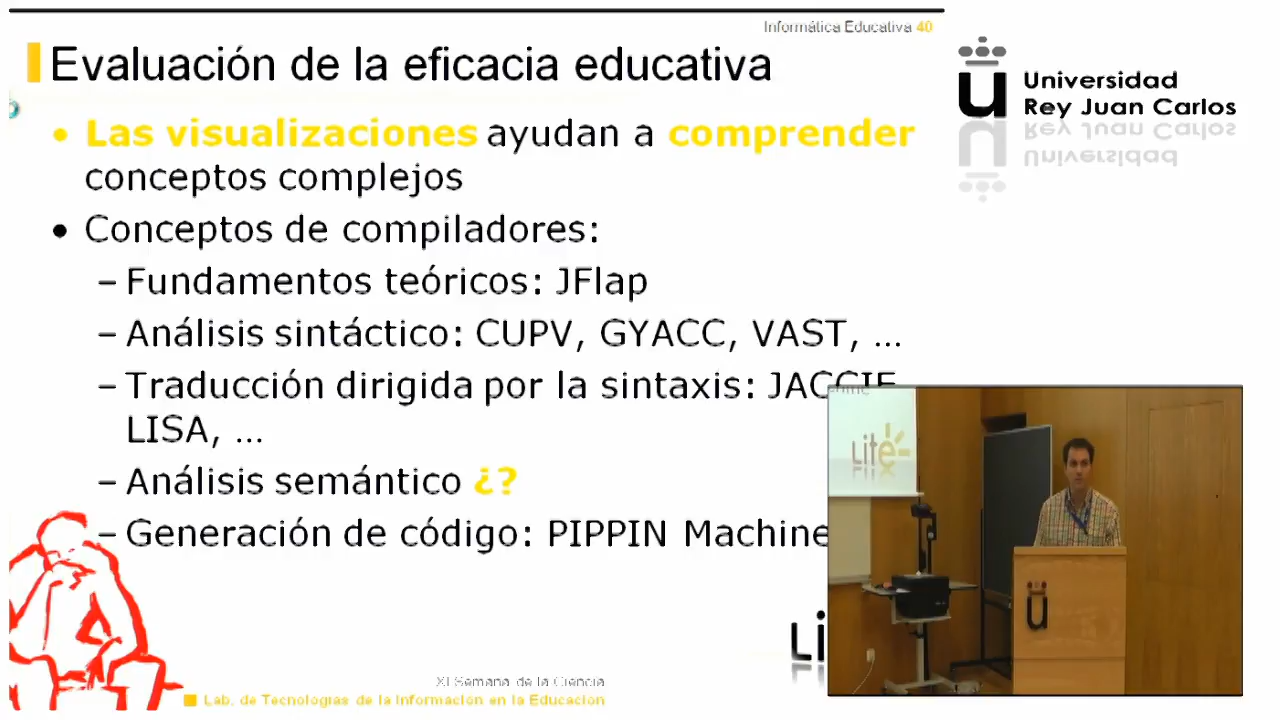 Informática Educativa 40
Evaluación de la eficacia educativa
• Las visualizaciones ayudan a comprender
conceptos complejos
• Conceptos de compiladores:
– Fundamentos teóricos: JFlap
– Análisis sintáctico: CUPV, GYACC, VAST, ...
– Traducción dirigida por la sintaxis: JACCIE
LISA, ...
– Análisis semántico ¿?
– Generación de código: PIPPIN Machine
XI Semana de la Ciencia
Lab. de Tecnologías de la Información en la Educación
Universidad
Rey Juan Carlos
Lite